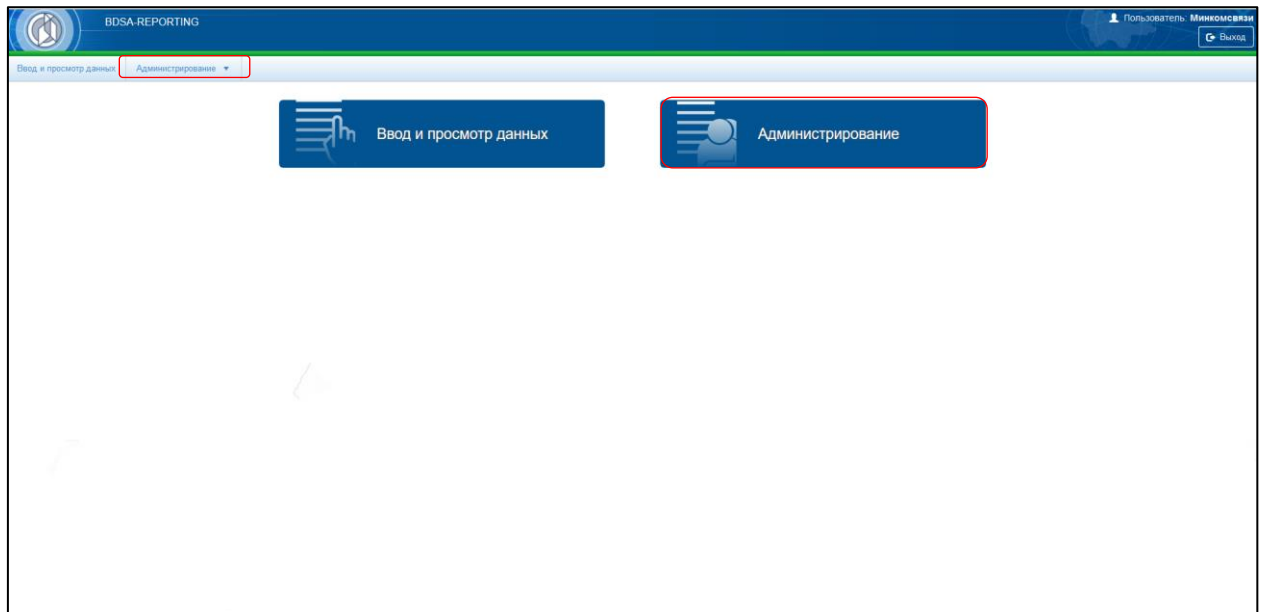 BDSA-REPORTING
Пользователь: Минкомсвязи
Выход
Ввод и просмотр данных Администрирование
Ввод и просмотр данных
Администрирование